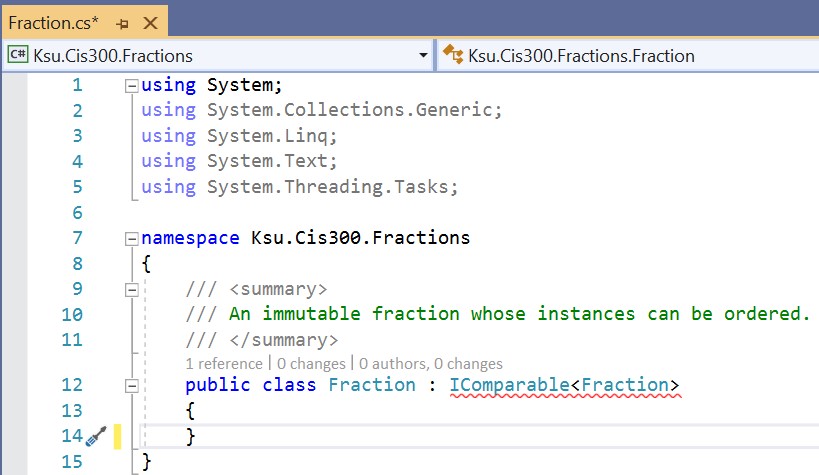 Fraction.cs*
C# Ksu.Cis300.Fractions Ksu.Cis300.Fractions.Fraction
1 using System;
2 using System.Collections.Generic;
3 using System.Linq;
4 using System.Text;
5 using System.Threading.Tasks;
6
7 namespace Ksu.Cis300.Fractions
8 {
9 /// <summary>
10 /// An immutable fraction whose instances can be ordered.
11 /// </summary>
1 reference | 0 changes | 0 authors, 0 changes
12 public class Fraction : IComparable<Fraction>
13 {
14 }
15 }